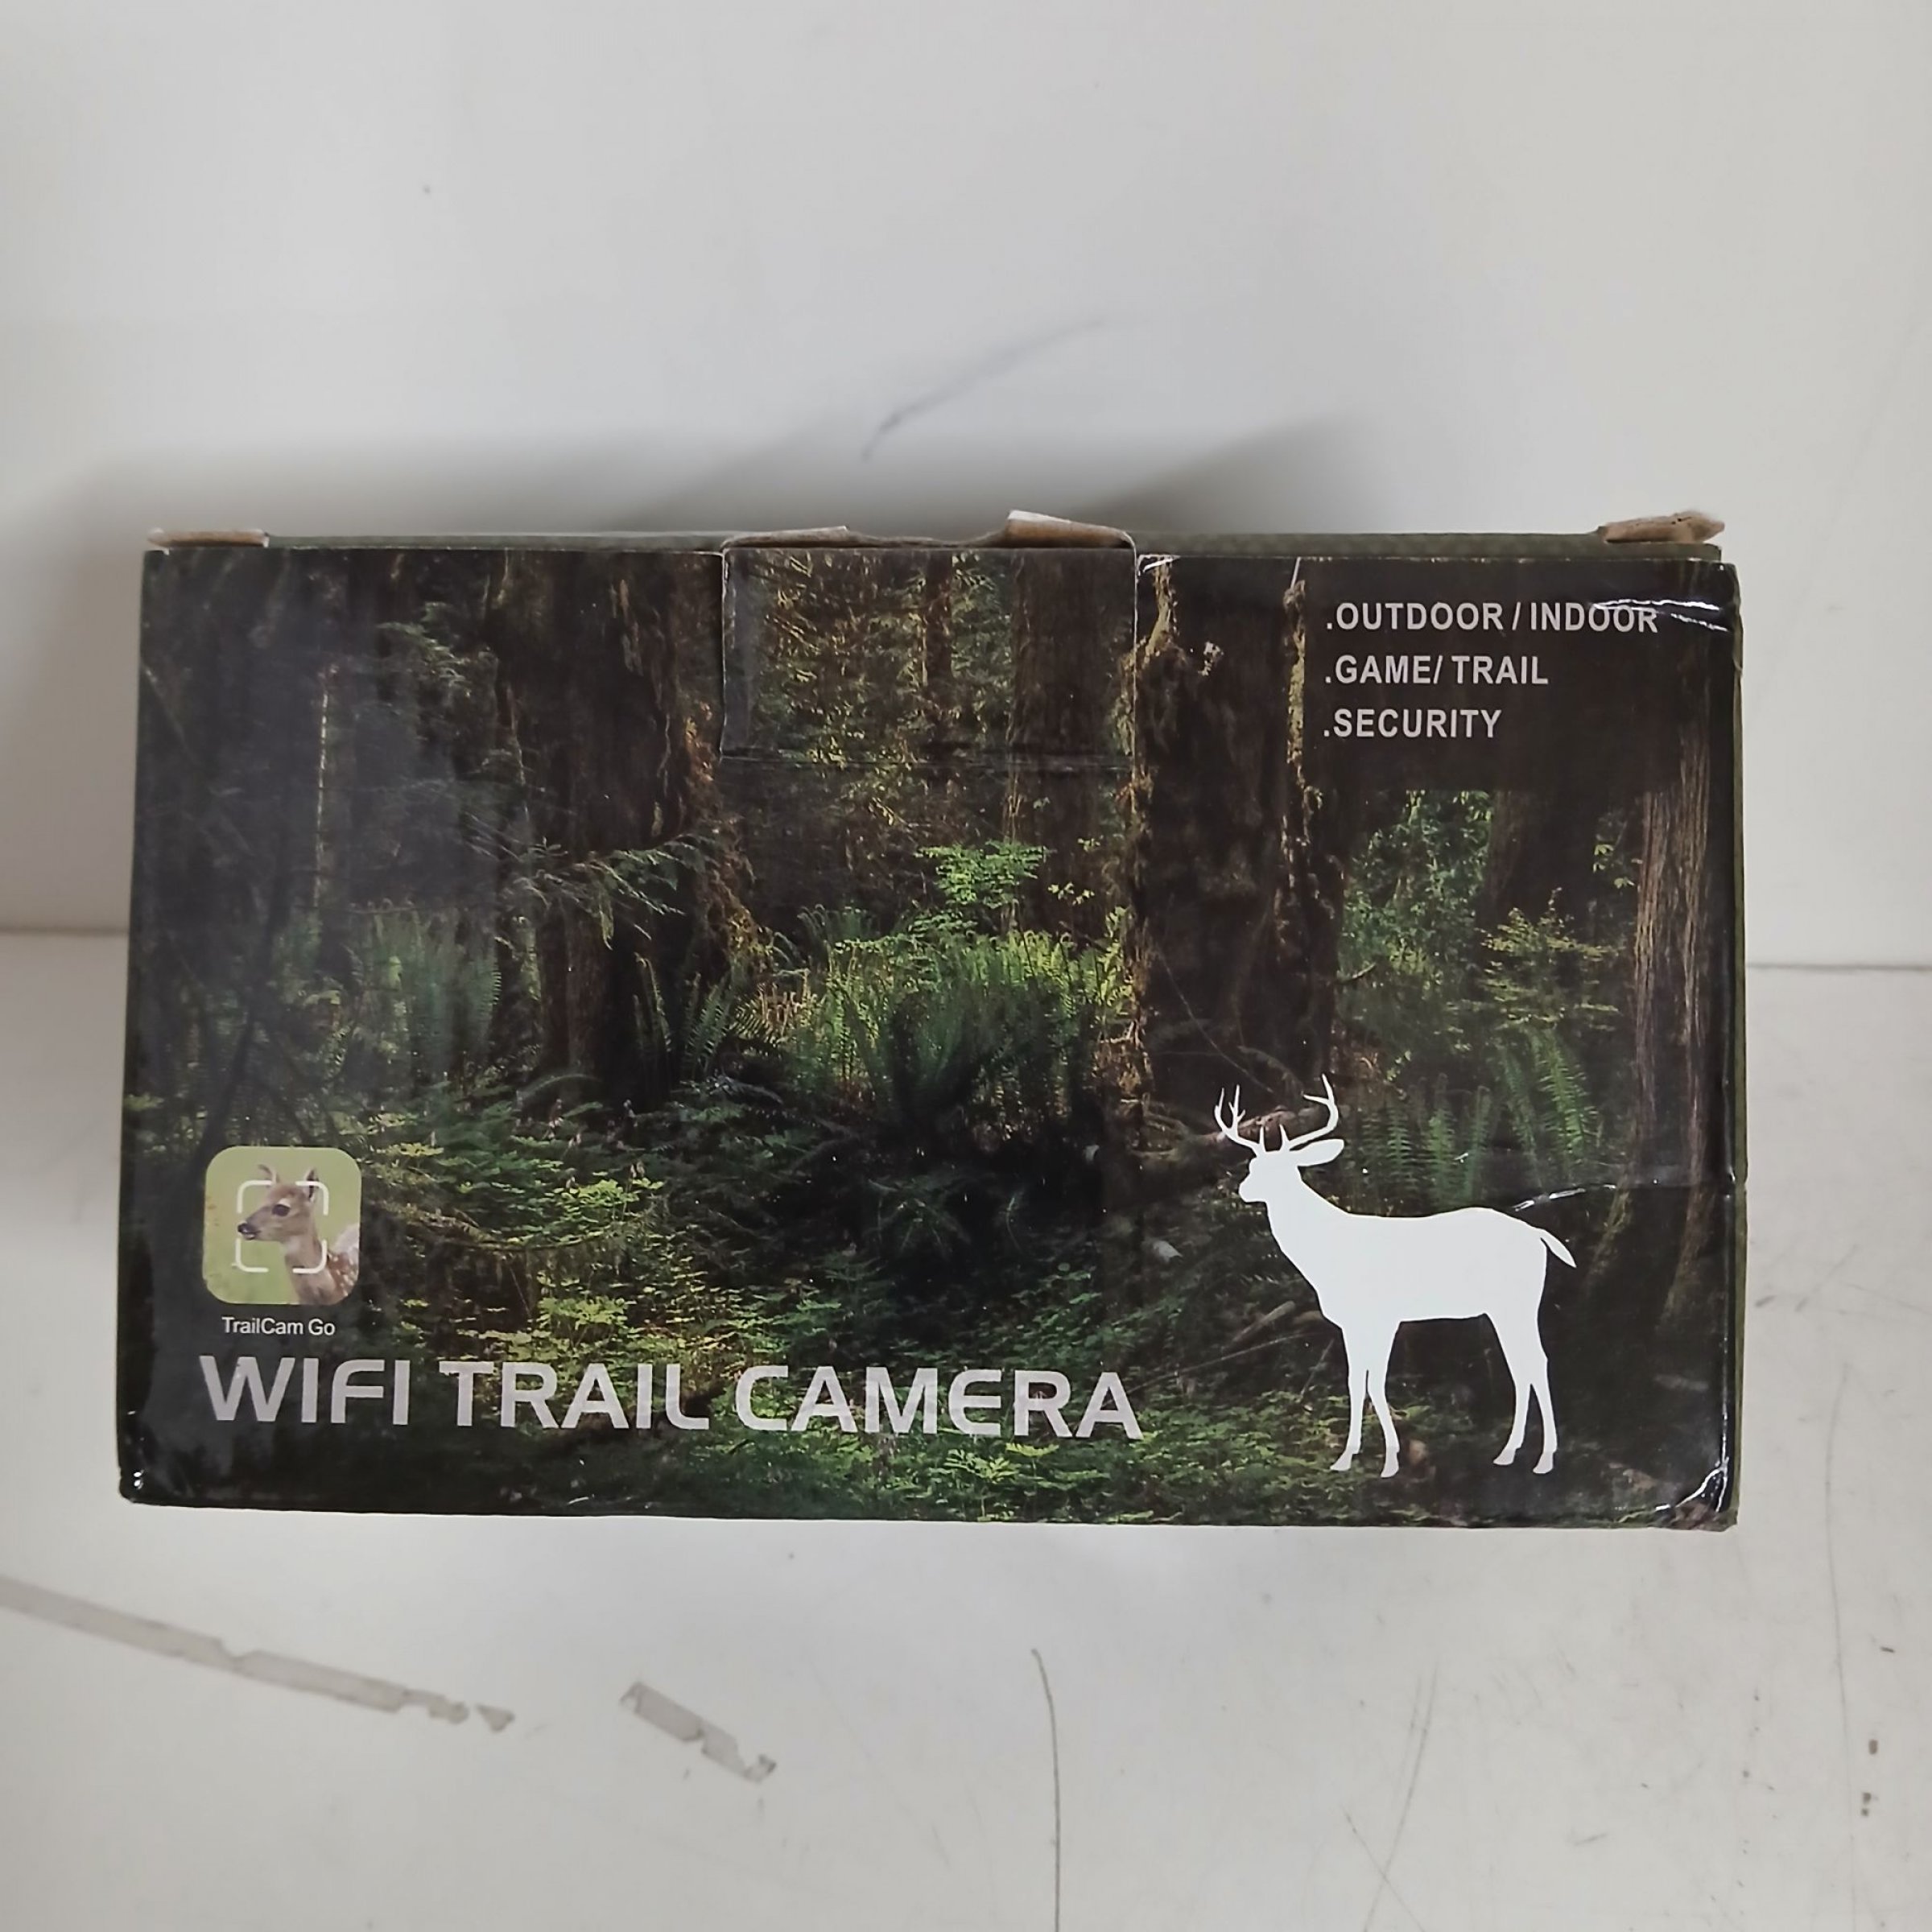 .OUTDOOR / INDOOR
.GAME/ TRAIL
.SECURITY
TrailCam Go
WIFI TRAIL CAMERA